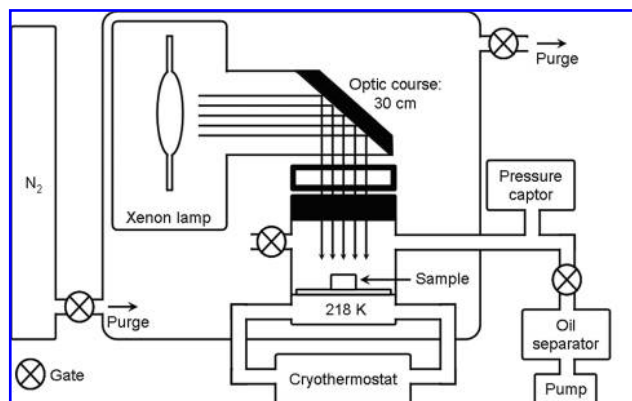 Optic course:
30 cm
Purge
N2
Xenon lamp
Pressure
captor
Sample
218 K
Purge
Oil
separator
Gate
Cryothermostat
Pump